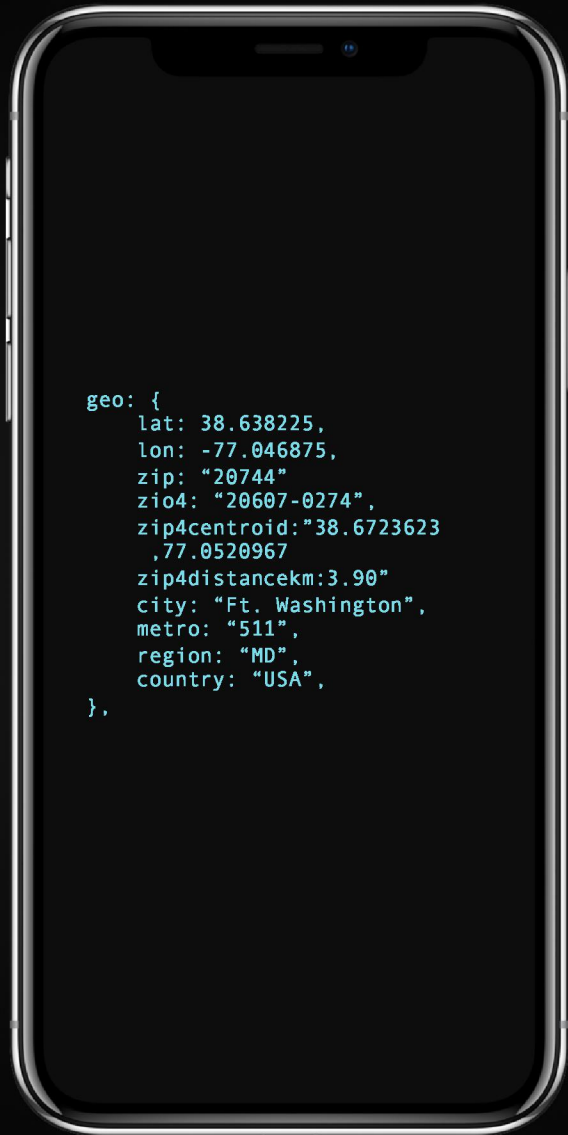 geo: {
lat: 38.638225,
lon: -77.046875,
zip: “20744”
zio4: “20607-0274”,
zip4centroid:”38.6723623
,77.0520967
zip4distancekm:3.90”
city: “Ft. Washington”,
metro: “511”,
region: “MD”,
country: “USA”,
},